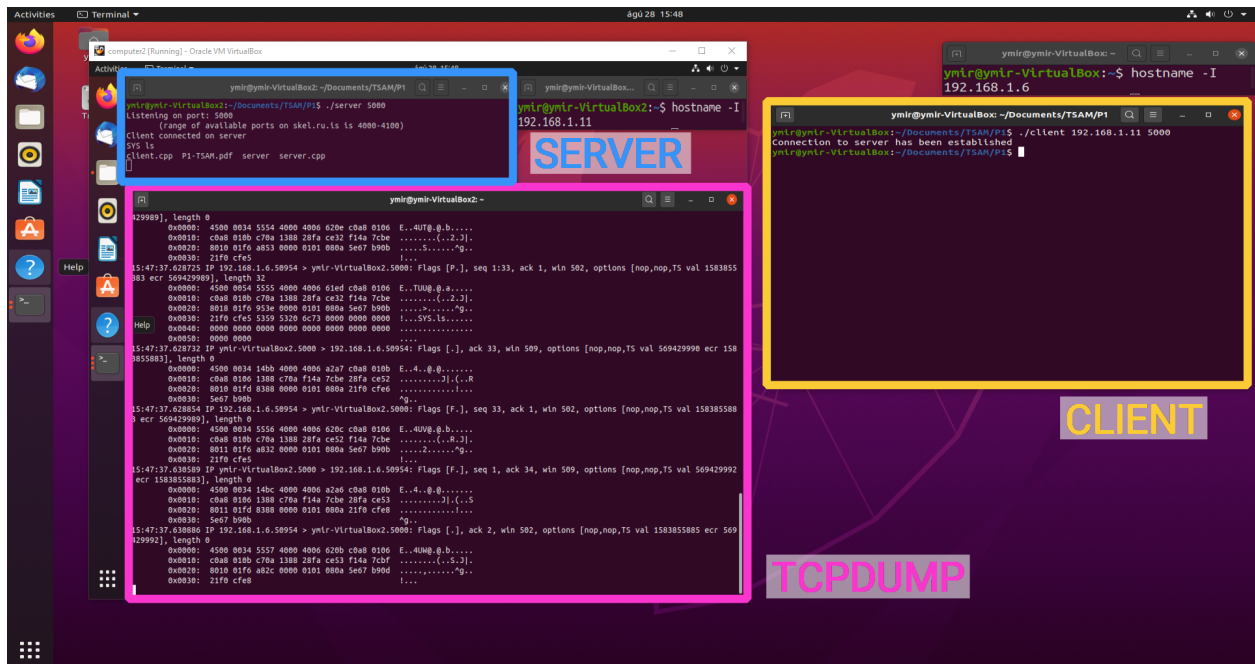 Activities Terminal ágú 28 15:48
computer2 [Running] - Oracle VM VirtualBox
ymir@ymir-VirtualBox2: ~/Documents/TSAM/P1
ymir@ymir-VirtualBox2:~/Documents/TSAM/P1$ ./server 5000
Listening on port: 5000
(range of available ports on skel.ru.is is 4000-4100)
Client connected on server
SYS ls
client.cpp P1-TSAM.pdf server server.cpp
ymir@ymir-VirtualBox...
ymir@ymir-VirtualBox2:~$ hostname -I
192.168.1.11
SERVER
ymir@ymir-VirtualBox: ~
ymir@ymir-VirtualBox:~$ hostname -I
192.168.1.6
ymir@ymir-VirtualBox: ~/Documents/TSAM/P1
ymir@ymir-VirtualBox:~/Documents/TSAM/P1$ ./client 192.168.1.11 5000
Connection to server has been established
ymir@ymir-VirtualBox:~/Documents/TSAM/P1$
CLIENT
Help
Help
ymir@ymir-VirtualBox2: ~
429989], length 0
0x0000: 4500 0034 5554 4000 4006 620e c0a8 0106 E..4UT@.@.b.....
0x0010: c0a8 010b c70a 1388 28fa ce32 f14a 7cbe ........(..2.J|.
0x0020: 8010 01f6 a853 0000 0101 080a 5e67 b90b .....S......^g..
0x0030: 21f0 cfe5 !...
15:47:37.628725 IP 192.168.1.6.50954 > ymir-VirtualBox2.5000: Flags [P.], seq 1:33, ack 1, win 502, options [nop,nop,TS val 1583855
883 ecr 569429989], length 32
0x0000: 4500 0054 5555 4000 4006 61ed c0a8 0106 E..TUU@.@.a.....
0x0010: c0a8 010b c70a 1388 28fa ce32 f14a 7cbe ........(..2.J|.
0x0020: 8018 01f6 953e 0000 0101 080a 5e67 b90b .....>......^g..
0x0030: 21f0 cfe5 5359 5320 6c73 0000 0000 0000 !...SYS.ls......
0x0040: 0000 0000 0000 0000 0000 0000 0000 0000 ................
0x0050: 0000 0000 ....
15:47:37.628732 IP ymir-VirtualBox2.5000 > 192.168.1.6.50954: Flags [.], ack 33, win 509, options [nop,nop,TS val 569429990 ecr 158
3855883], length 0
0x0000: 4500 0034 14bb 4000 4006 a2a7 c0a8 010b E..4..@.@.......
0x0010: c0a8 0106 1388 c70a f14a 7cbe 28fa ce52 .........J|.(..R
0x0020: 8010 01fd 8388 0000 0101 080a 21f0 cfe6 ............!...
0x0030: 5e67 b90b ^g..
15:47:37.628854 IP 192.168.1.6.50954 > ymir-VirtualBox2.5000: Flags [F.], seq 33, ack 1, win 502, options [nop,nop,TS val 158385588
3 ecr 569429989], length 0
0x0000: 4500 0034 5556 4000 4006 620c c0a8 0106 E..4UV@.@.b.....
0x0010: c0a8 010b c70a 1388 28fa ce52 f14a 7cbe ........(..R.J|.
0x0020: 8011 01f6 a832 0000 0101 080a 5e67 b90b .....2......^g..
0x0030: 21f0 cfe5 !...
15:47:37.630589 IP ymir-VirtualBox2.5000 > 192.168.1.6.50954: Flags [F.], seq 1, ack 34, win 509, options [nop,nop,TS val 569429992
ecr 1583855883], length 0
0x0000: 4500 0034 14bc 4000 4006 a2a6 c0a8 010b E..4..@.@.......
0x0010: c0a8 0106 1388 c70a f14a 7cbe 28fa ce53 .........J|.(..S
0x0020: 8011 01fd 8388 0000 0101 080a 21f0 cfe8 ............!...
0x0030: 5e67 b90b ^g..
15:47:37.630886 IP 192.168.1.6.50954 > ymir-VirtualBox2.5000: Flags [.], ack 2, win 502, options [nop,nop,TS val 1583855885 ecr 569
429992], length 0
0x0000: 4500 0034 5557 4000 4006 620b c0a8 0106 E..4UW@.@.b.....
0x0010: c0a8 010b c70a 1388 28fa ce53 f14a 7cbf ........(..S.J|.
0x0020: 8010 01f6 a82c 0000 0101 080a 5e67 b90d .....,......^g..
0x0030: 21f0 cfe8 !...
TCPDUMP